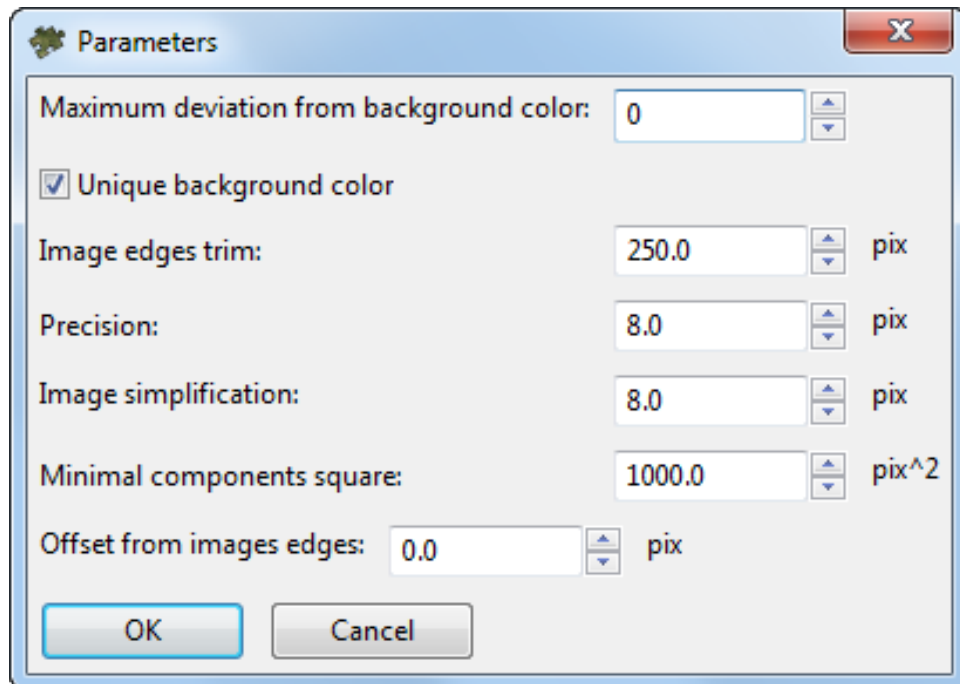 Parameters
Maximum deviation from background color: 0
Unique background color
Image edges trim: 250.0 pix
Precision: 8.0 pix
Image simplification: 8.0 pix
Minimal components square: 1000.0 pix^2
Offset from images edges: 0.0 pix
OK Cancel